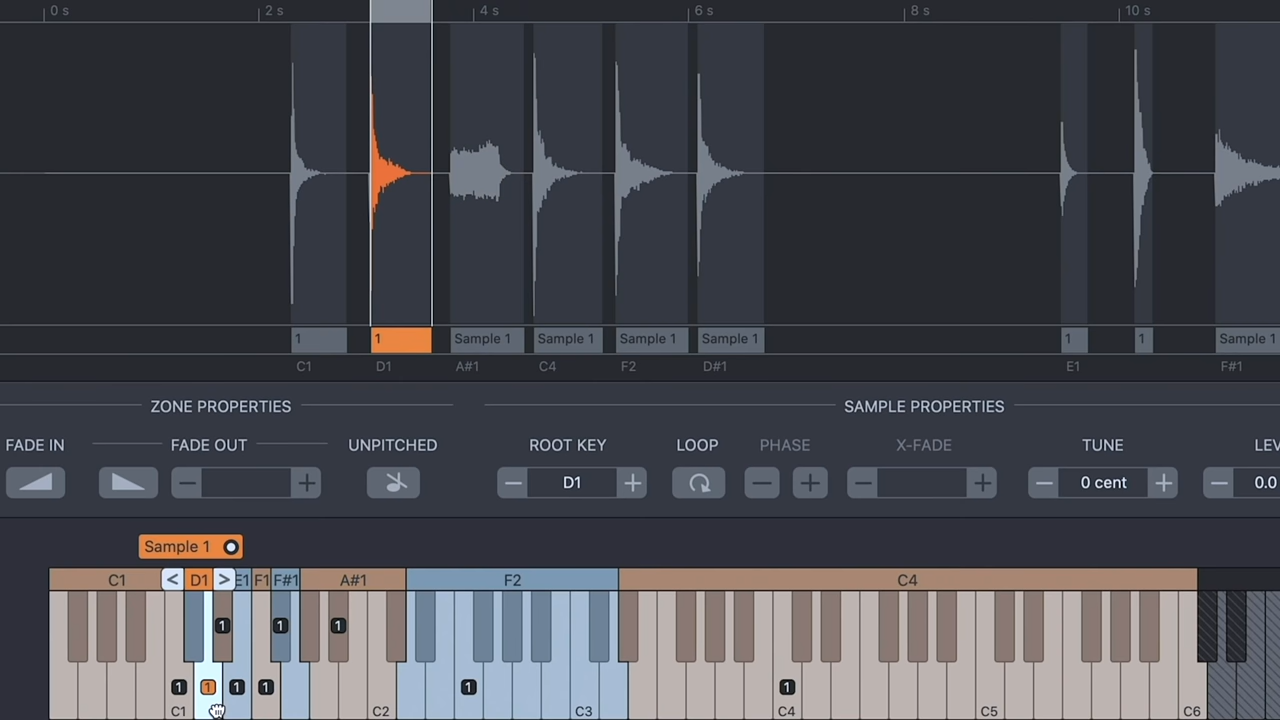 0 s 2 s 4 s 6 s 8 s 10 s
1 1 Sample 1 Sample 1 Sample 1 Sample 1 1 1 Sample 1
C1 D1 A#1 C4 F2 D#1 E1 F#1
ZONE PROPERTIES SAMPLE PROPERTIES
FADE IN FADE OUT UNPITCHED ROOT KEY LOOP PHASE X-FADE TUNE LEV
D1 0 cent 0.0
Sample 1
C1 < D1 > E1 F1 F#1 A#1 F2 C4
1 1 1
1 1 1 1 1 1
C1 C2 C3 C4 C5 C6